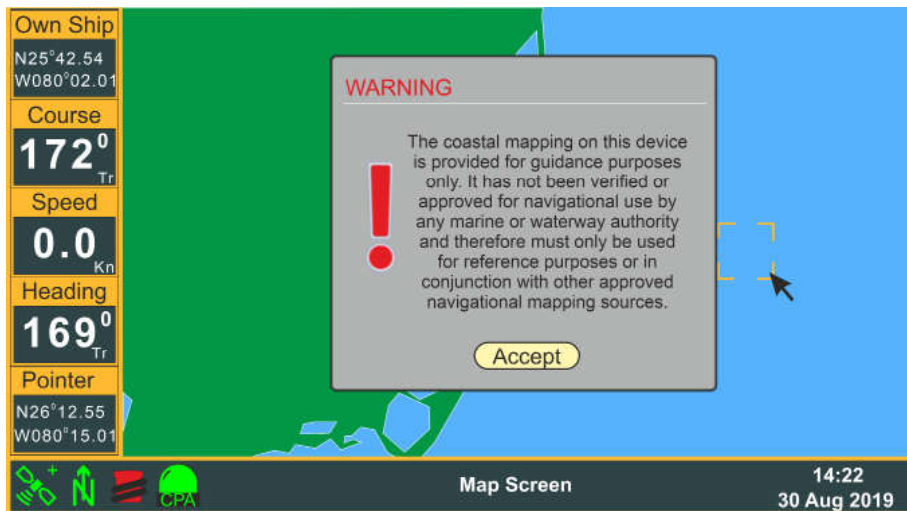 Own Ship
N25°42.54
W080°02.01
Course
172°
Tr
Speed
0.0
Kn
Heading
169°
Tr
Pointer
N26°12.55
W080°15.01
WARNING
The coastal mapping on this device
is provided for guidance purposes
only. It has not been verified or
approved for navigational use by
any marine or waterway authority
and therefore must only be used
for reference purposes or in
conjunction with other approved
navigational mapping sources.
Accept
N
CPA
Map Screen
14:22
30 Aug 2019